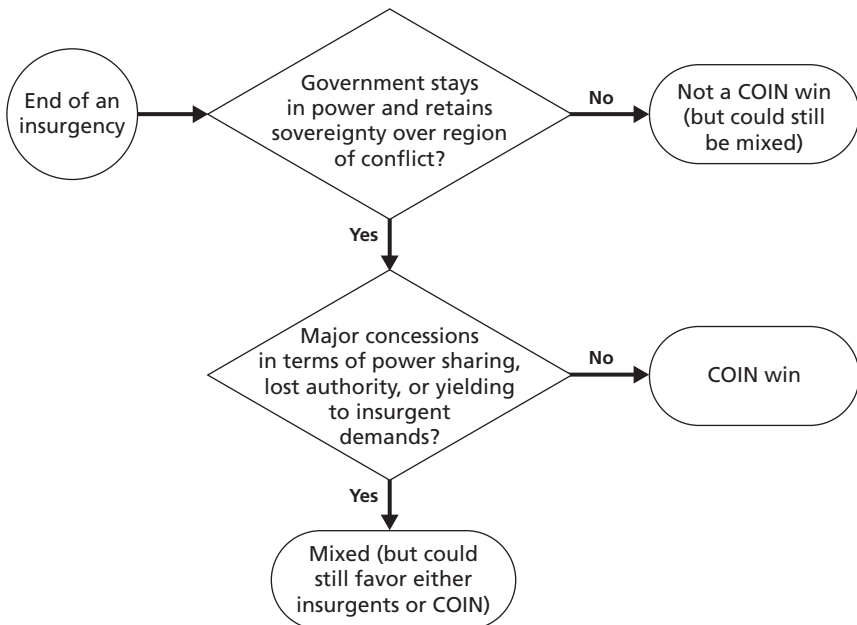 End of an
insurgency
Government stays
in power and retains
sovereignty over region
of conflict?
No
Not a COIN win
(but could still
be mixed)
Yes
Major concessions
in terms of power sharing,
lost authority, or yielding
to insurgent
demands?
No
COIN win
Yes
Mixed (but could
still favor either
insurgents or COIN)